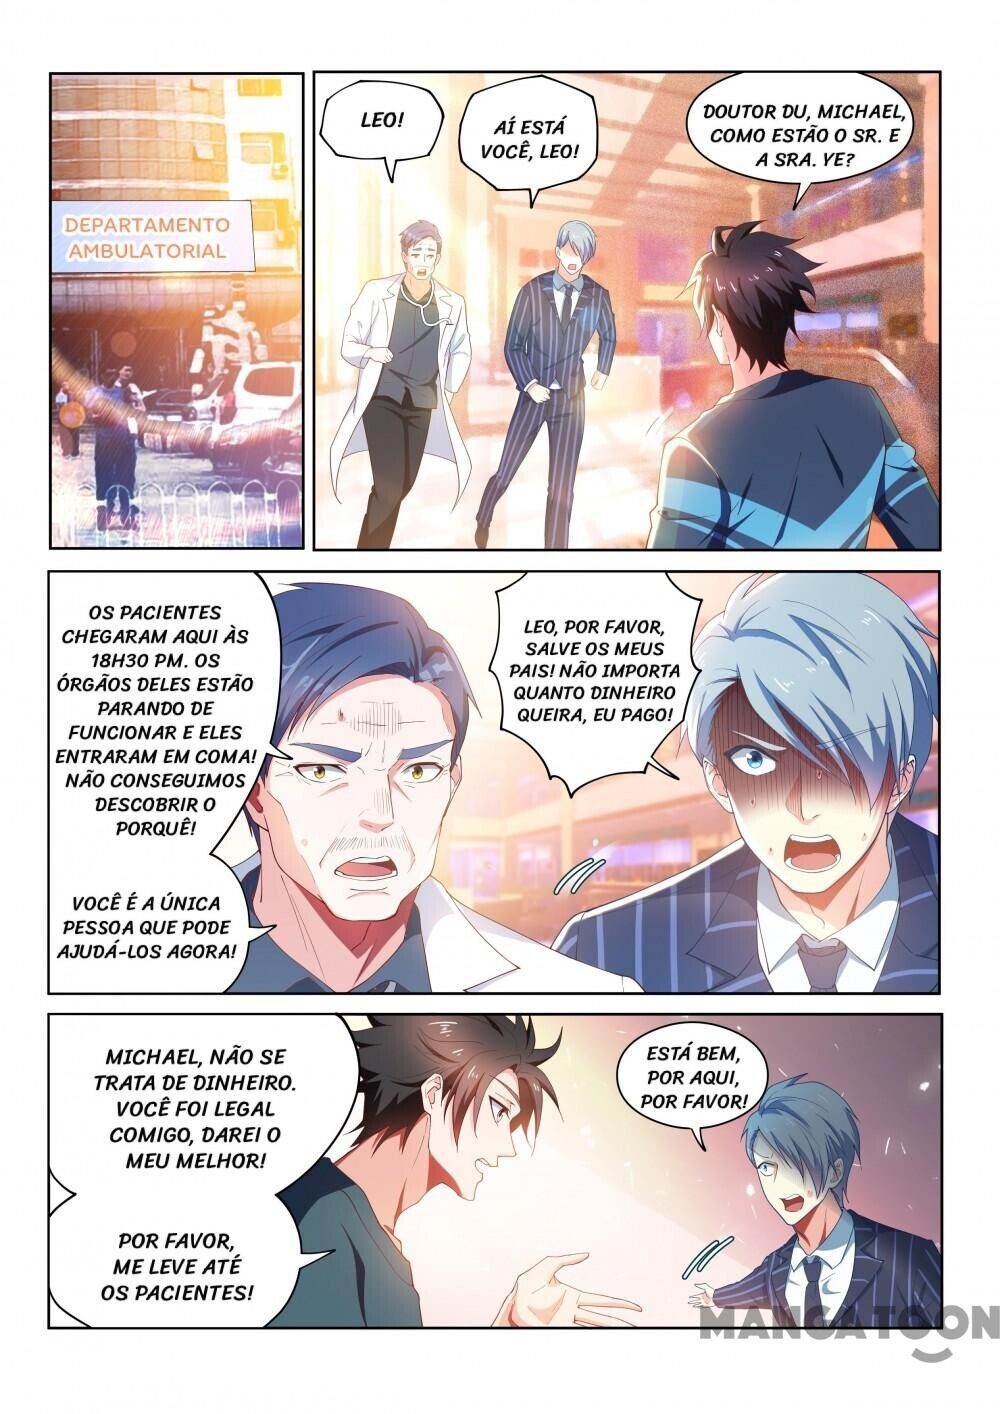 DEPARTAMENTO
AMBULATORIAL
LEO!
AÍ ESTÁ
VOCÊ, LEO!
DOUTOR DU, MICHAEL,
COMO ESTÃO O SR. E
A SRA. YE?
OS PACIENTES
CHEGARAM AQUI ÀS
18H30 PM. OS
ÓRGÃOS DELES ESTÃO
PARANDO DE
FUNCIONAR E ELES
ENTRARAM EM COMA!
NÃO CONSEGUIMOS
DESCOBRIR O
PORQUÊ!
VOCÊ É A ÚNICA
PESSOA QUE PODE
AJUDÁ-LOS AGORA!
LEO, POR FAVOR,
SALVE OS MEUS
PAIS! NÃO IMPORTA
QUANTO DINHEIRO
QUEIRA, EU PAGO!
MICHAEL, NÃO SE
TRATA DE DINHEIRO.
VOCÊ FOI LEGAL
COMIGO, DAREI O
MEU MELHOR!
POR FAVOR,
ME LEVE ATÉ
OS PACIENTES!
ESTÁ BEM,
POR AQUI,
POR FAVOR!
MANGATOON